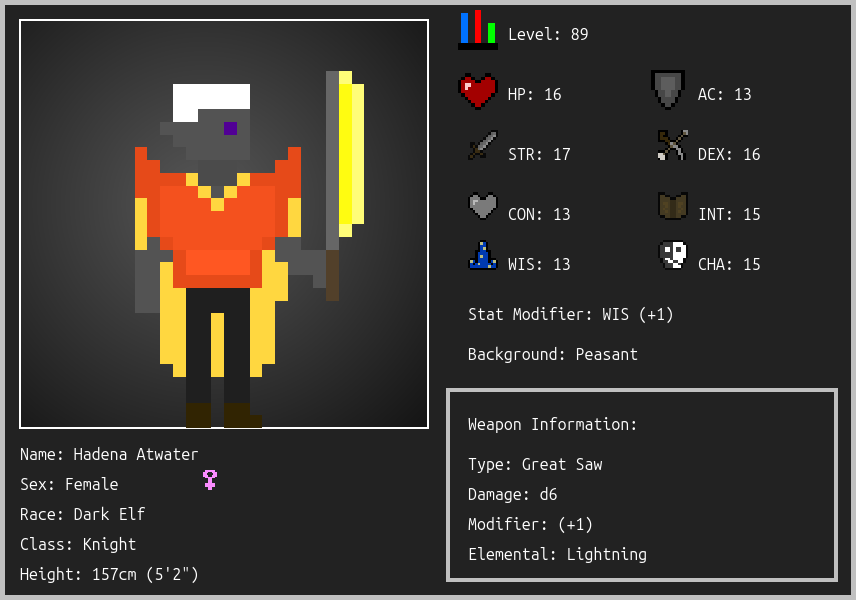 Level: 89
HP: 16
AC: 13
STR: 17
DEX: 16
CON: 13
INT: 15
WIS: 13
CHA: 15
Stat Modifier: WIS (+1)
Background: Peasant
Weapon Information:
Type: Great Saw
Damage: d6
Modifier: (+1)
Elemental: Lightning
Name: Hadena Atwater
Sex: Female
Race: Dark Elf
Class: Knight
Height: 157cm (5'2")